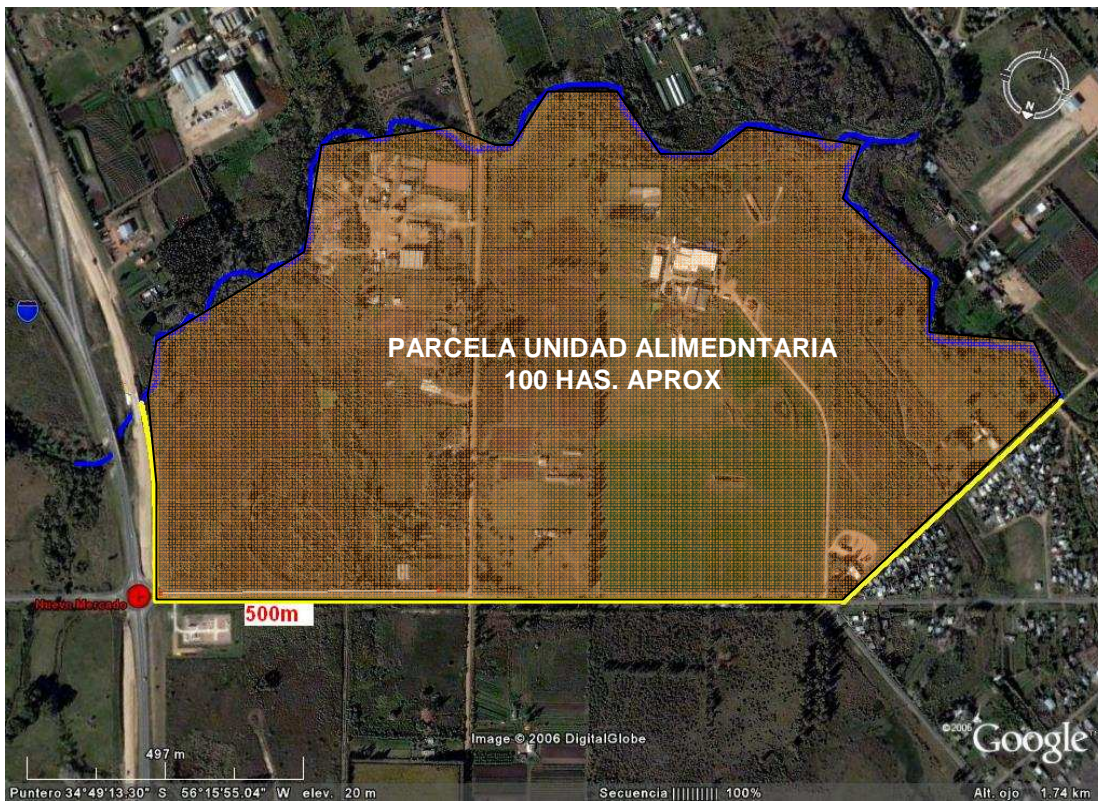 N
PARCELA UNIDAD ALIMEDNTARIA
100 HAS. APROX
Nuevo Mercado
500m
Image © 2006 DigitalGlobe
©2006 Google™
497 m
Puntero 34°49'13.30" S 56°15'55.04" W elev. 20 m Secuencia ||||||||| 100% Alt. ojo 1.74 km